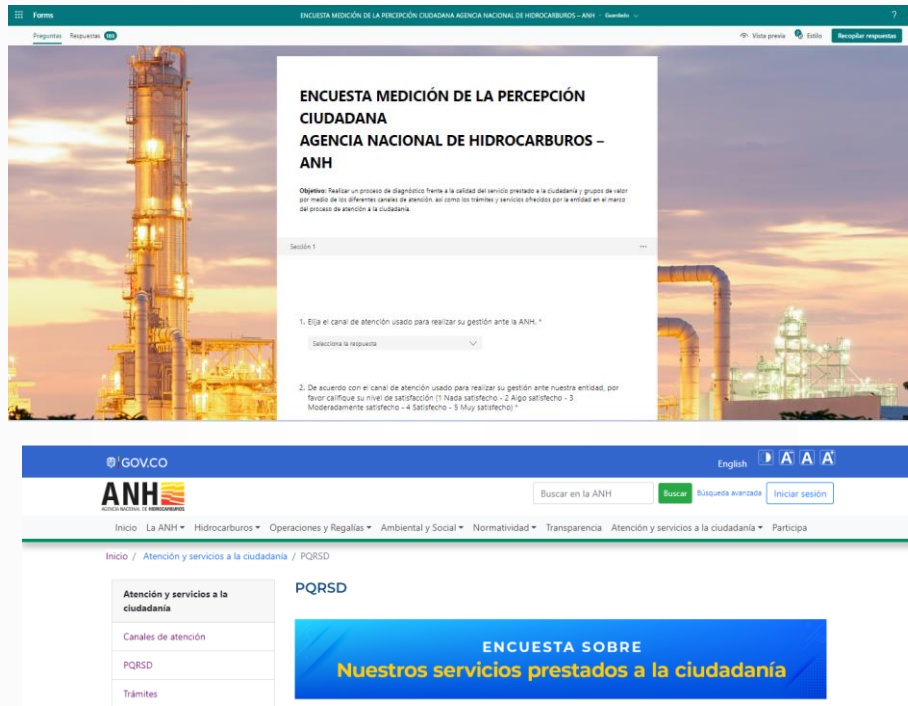 Forms
ENCUESTA MEDICIÓN DE LA PERCEPCIÓN CIUDADANA AGENCIA NACIONAL DE HIDROCARBUROS – ANH - Guardado
?
Preguntas Respuestas
Vista previa Estilo Recopilar respuestas
ENCUESTA MEDICIÓN DE LA PERCEPCIÓN
CIUDADANA
AGENCIA NACIONAL DE HIDROCARBUROS –
ANH
Objetivo: Realizar un proceso de diagnóstico frente a la calidad del servicio prestado a la ciudadanía y grupos de valor
por medio de los diferentes canales de atención, así como los trámites y servicios ofrecidos por la entidad en el marco
del proceso de atención a la ciudadanía.
Sección 1
1. Elija el canal de atención usado para realizar su gestión ante la ANH. *
Selecciona la respuesta
2. De acuerdo con el canal de atención usado para realizar su gestión ante nuestra entidad, por
favor califique su nivel de satisfacción (1 Nada satisfecho - 2 Algo satisfecho - 3
Moderadamente satisfecho - 4 Satisfecho - 5 Muy satisfecho) *
GOV.CO
English A A A
ANH
AGENCIA NACIONAL DE HIDROCARBUROS
Buscar en la ANH Buscar Búsqueda avanzada Iniciar sesión
Inicio La ANH Hidrocarburos Operaciones y Regalías Ambiental y Social Normatividad Transparencia Atención y servicios a la ciudadanía Participa
Inicio / Atención y servicios a la ciudadanía / PQRSD
Atención y servicios a la
ciudadanía
Canales de atención
PQRSD
Trámites
PQRSD
ENCUESTA SOBRE
Nuestros servicios prestados a la ciudadanía